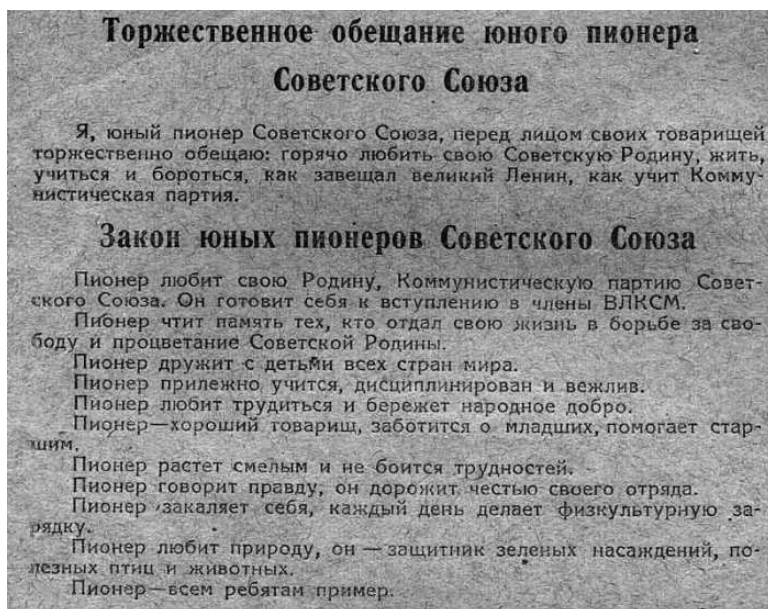 Торжественное обещание юного пионера
Советского Союза
Я, юный пионер Советского Союза, перед лицом своих товарищей
торжественно обещаю: горячо любить свою Советскую Родину, жить,
учиться и бороться, как завещал великий Ленин, как учит Комму-
нистическая партия.
Закон юных пионеров Советского Союза
Пионер любит свою Родину, Коммунистическую партию Совет-
ского Союза. Он готовит себя к вступлению в члены ВЛКСМ.
Пионер чтит память тех, кто отдал свою жизнь в борьбе за сво-
боду и процветание Советской Родины.
Пионер дружит с детьми всех стран мира.
Пионер прилежно учится, дисциплинирован и вежлив.
Пионер любит трудиться и бережет народное добро.
Пионер—хороший товарищ, заботится о младших, помогает стар-
шим.
Пионер растет смелым и не боится трудностей.
Пионер говорит правду, он дорожит честью своего отряда.
Пионер закаляет себя, каждый день делает физкультурную за-
рядку.
Пионер любит природу, он — защитник зеленых насаждений, по-
лезных птиц и животных.
Пионер—всем ребятам пример.